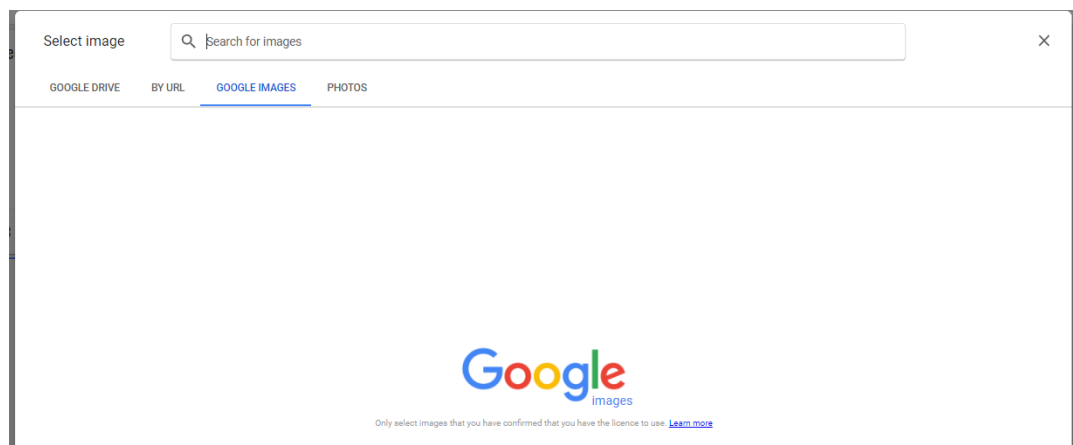 Select image
Search for images
GOOGLE DRIVE BY URL GOOGLE IMAGES PHOTOS
Google
images
Only select images that you have confirmed that you have the licence to use. Learn more